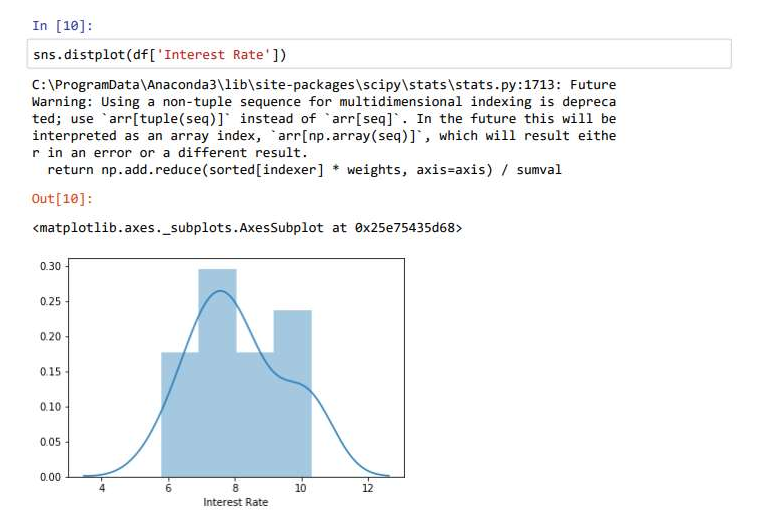 In [10]:
sns.distplot(df['Interest Rate'])
C:\ProgramData\Anaconda3\lib\site-packages\scipy\stats\stats.py:1713: Future
Warning: Using a non-tuple sequence for multidimensional indexing is depreca
ted; use `arr[tuple(seq)]` instead of `arr[seq]`. In the future this will be
interpreted as an array index, `arr[np.array(seq)]`, which will result eithe
r in an error or a different result.
return np.add.reduce(sorted[indexer] * weights, axis=axis) / sumval
Out[10]:
<matplotlib.axes._subplots.AxesSubplot at 0x25e75435d68>
0.30
0.25
0.20
0.15
0.10
0.05
0.00
4 6 8 10 12
Interest Rate